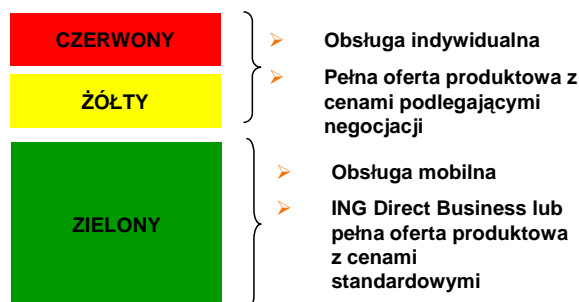 CZERWONY
ŻÓŁTY
Obsługa indywidualna
Pełna oferta produktowa z
cenami podlegającymi
negocjacji
ZIELONY
Obsługa mobilna
ING Direct Business lub
pełna oferta produktowa
z cenami
standardowymi